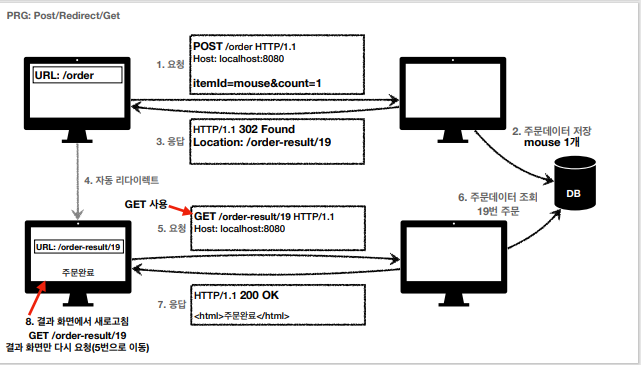 PRG: Post/Redirect/Get
URL: /order
1. 요청
POST /order HTTP/1.1
Host: localhost:8080
itemId=mouse&count=1
3. 응답
HTTP/1.1 302 Found
Location: /order-result/19
2. 주문데이터 저장
mouse 1개
DB
4. 자동 리다이렉트
GET 사용
5. 요청
GET /order-result/19 HTTP/1.1
Host: localhost:8080
6. 주문데이터 조회
19번 주문
URL: /order-result/19
주문완료
7. 응답
HTTP/1.1 200 OK
<html>주문완료</html>
8. 결과 화면에서 새로고침
GET /order-result/19
결과 화면만 다시 요청(5번으로 이동)